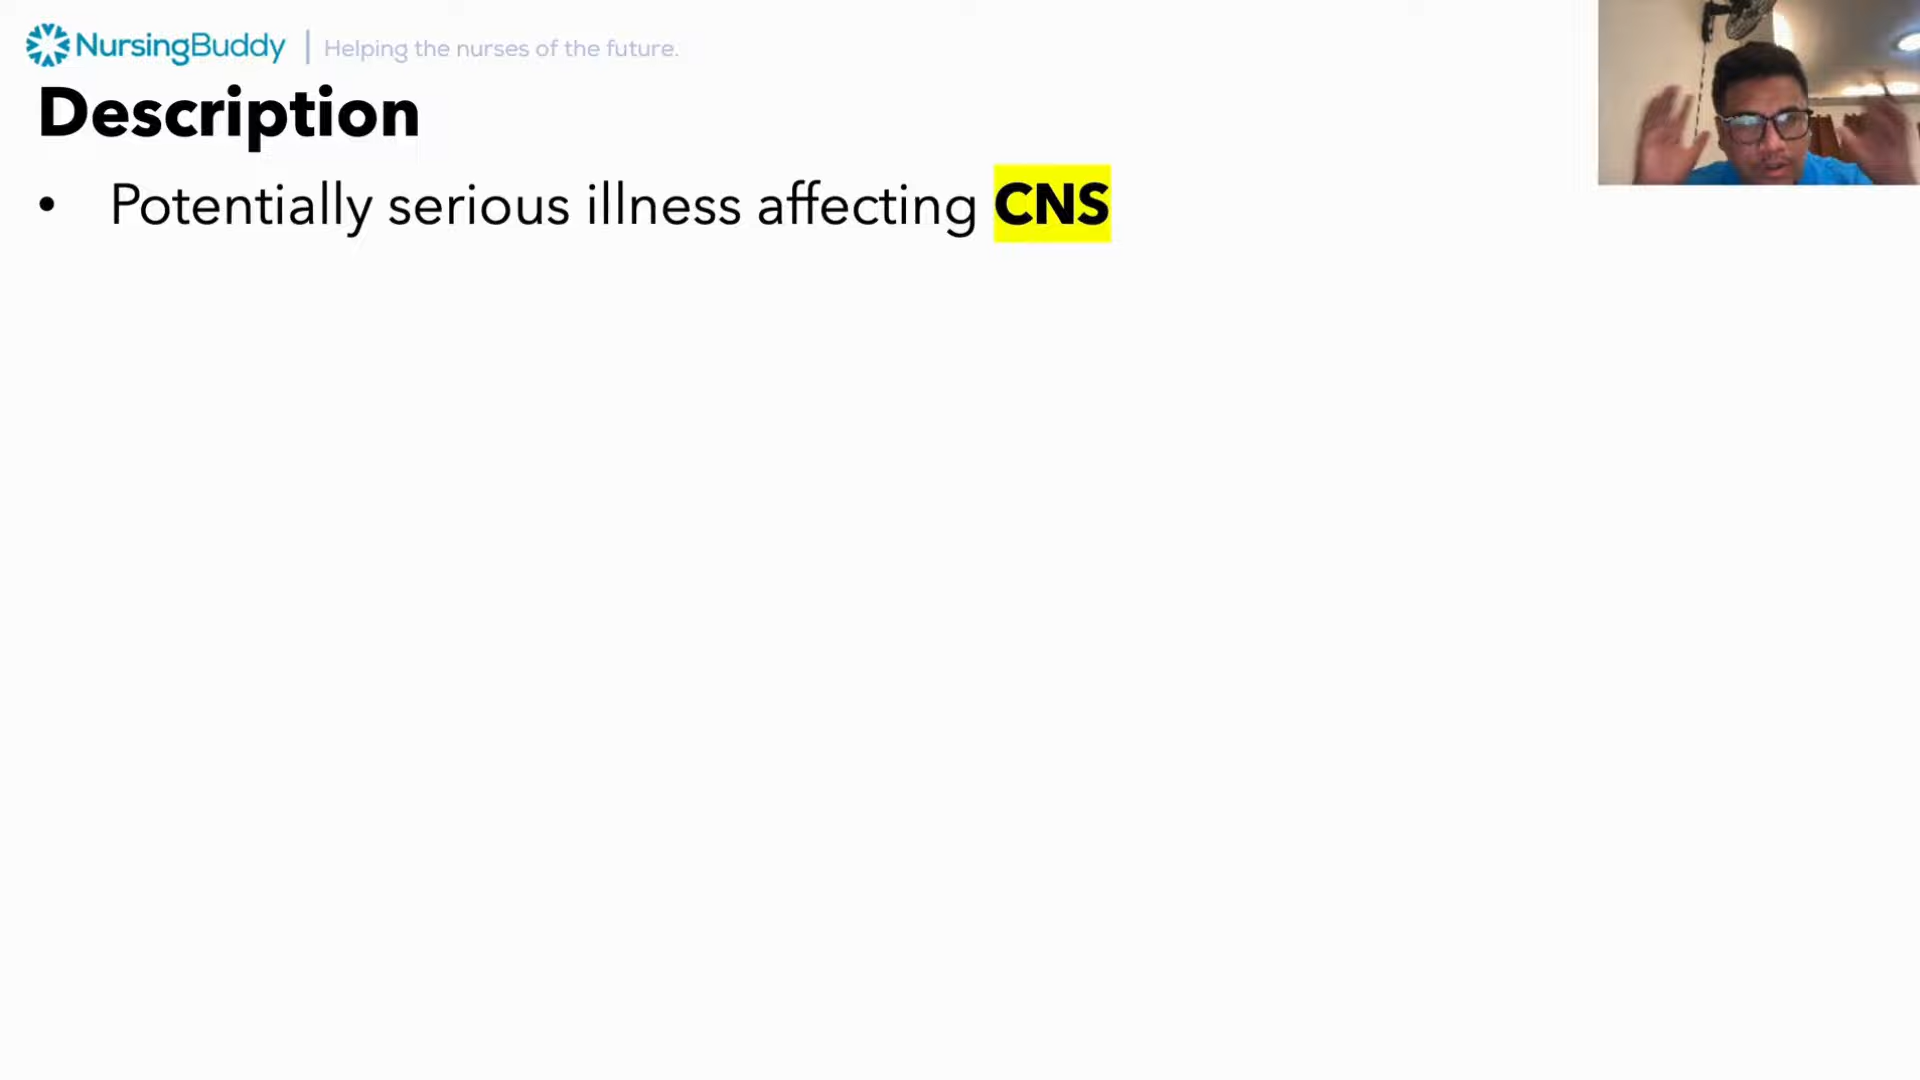 NursingBuddy | Helping the nurses of the future.
Description
• Potentially serious illness affecting CNS